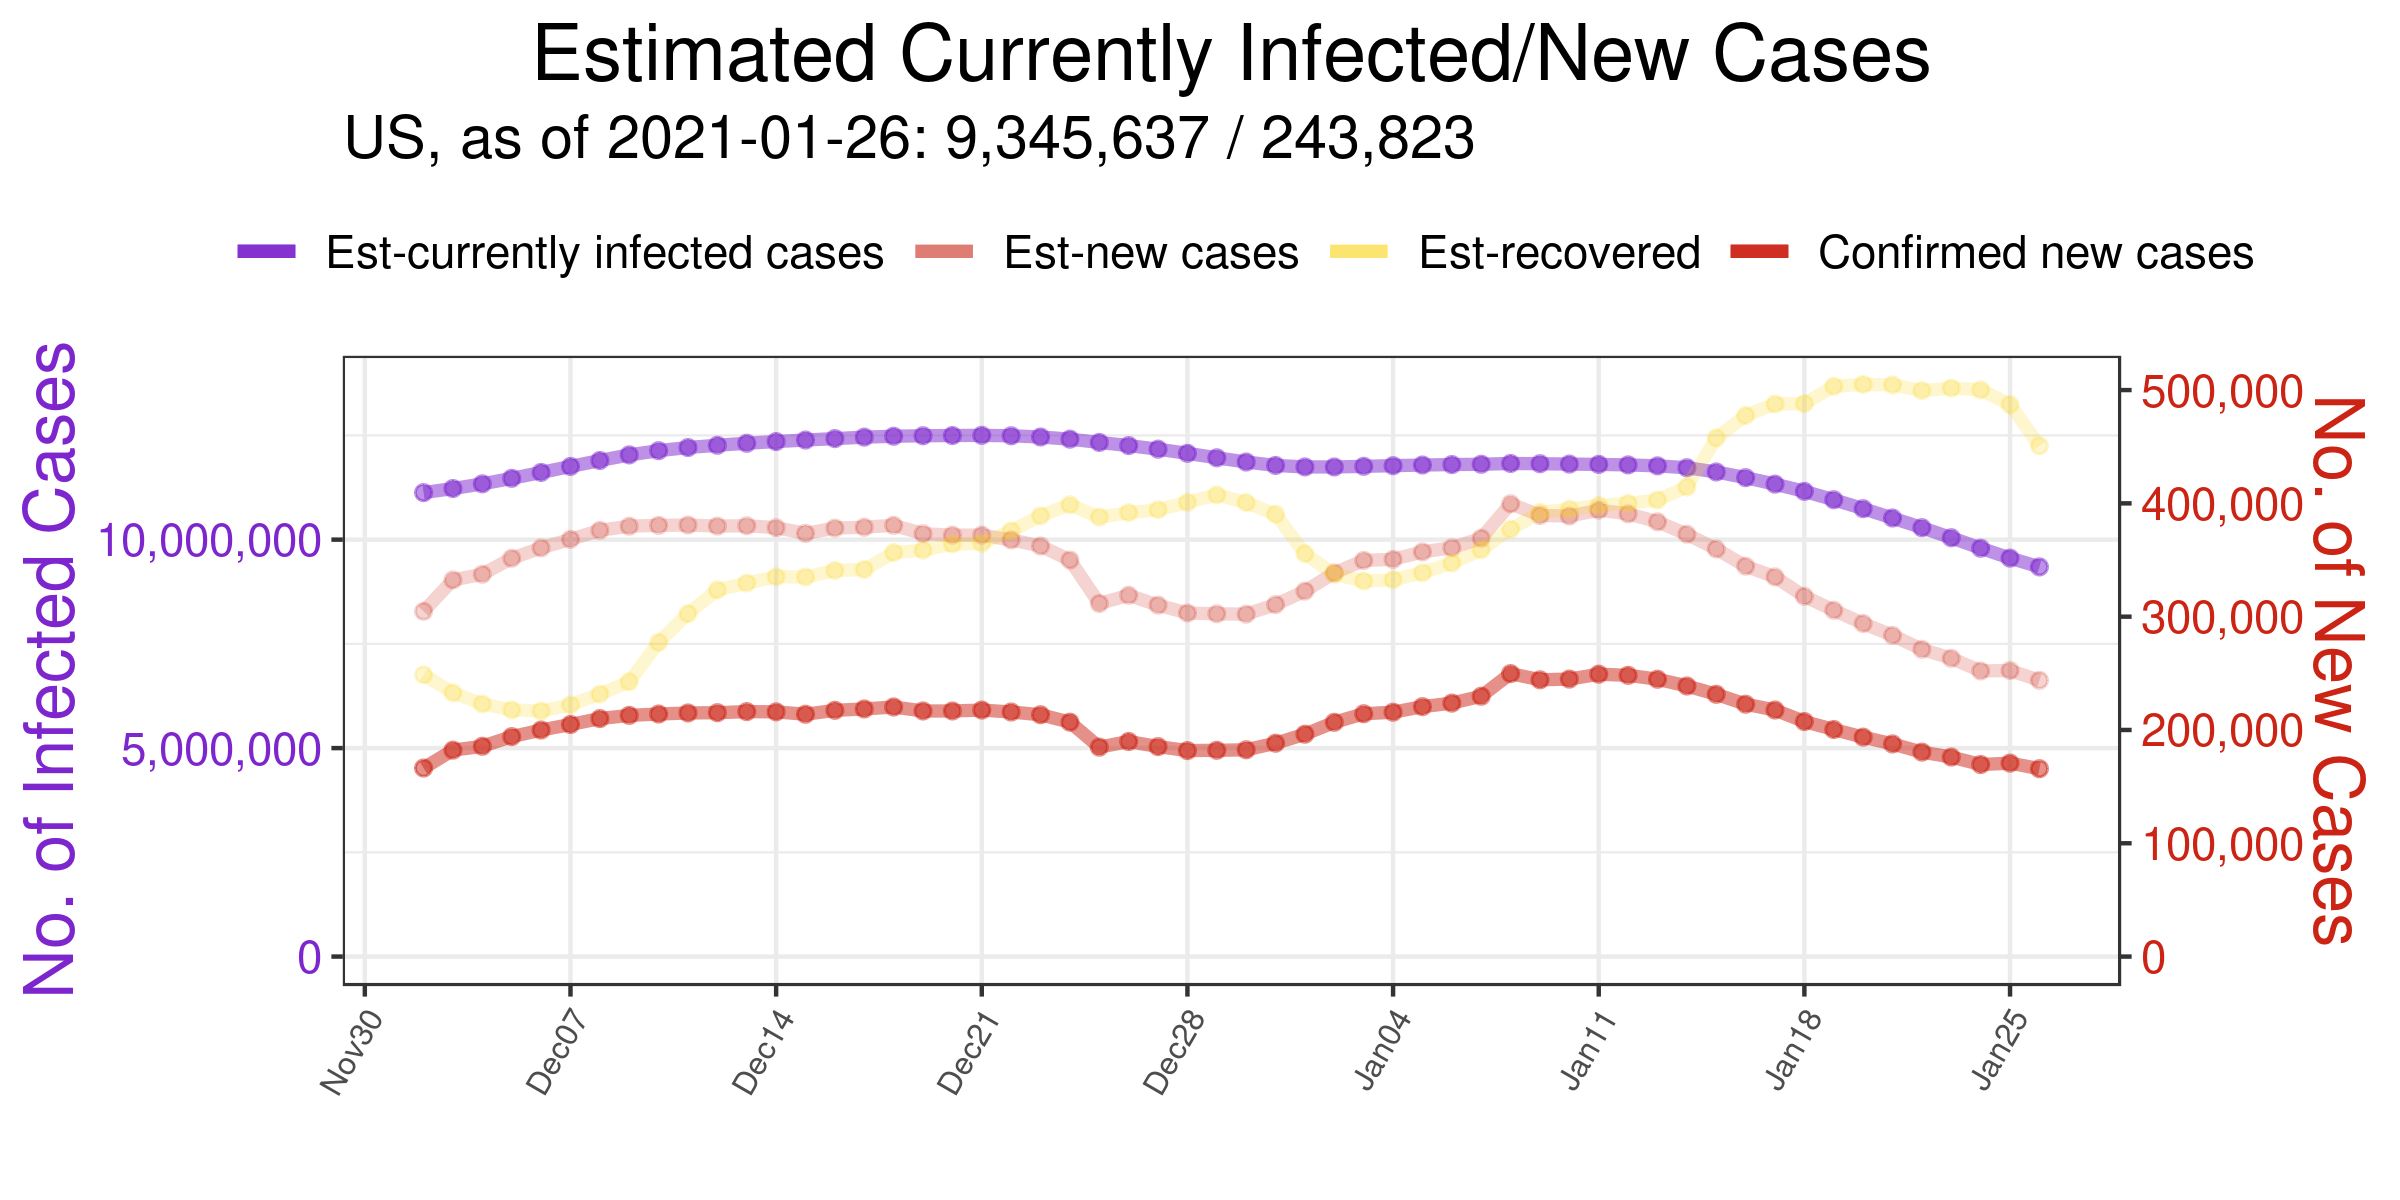 Estimated Currently Infected/New Cases
US, as of 2021-01-26: 9,345,637 / 243,823
Est-currently infected cases Est-new cases Est-recovered Confirmed new cases
No. of Infected Cases
10,000,000
5,000,000
0
500,000
400,000
300,000
200,000
100,000
0
No. of New Cases
Nov30 Dec07 Dec14 Dec21 Dec28 Jan04 Jan11 Jan18 Jan25